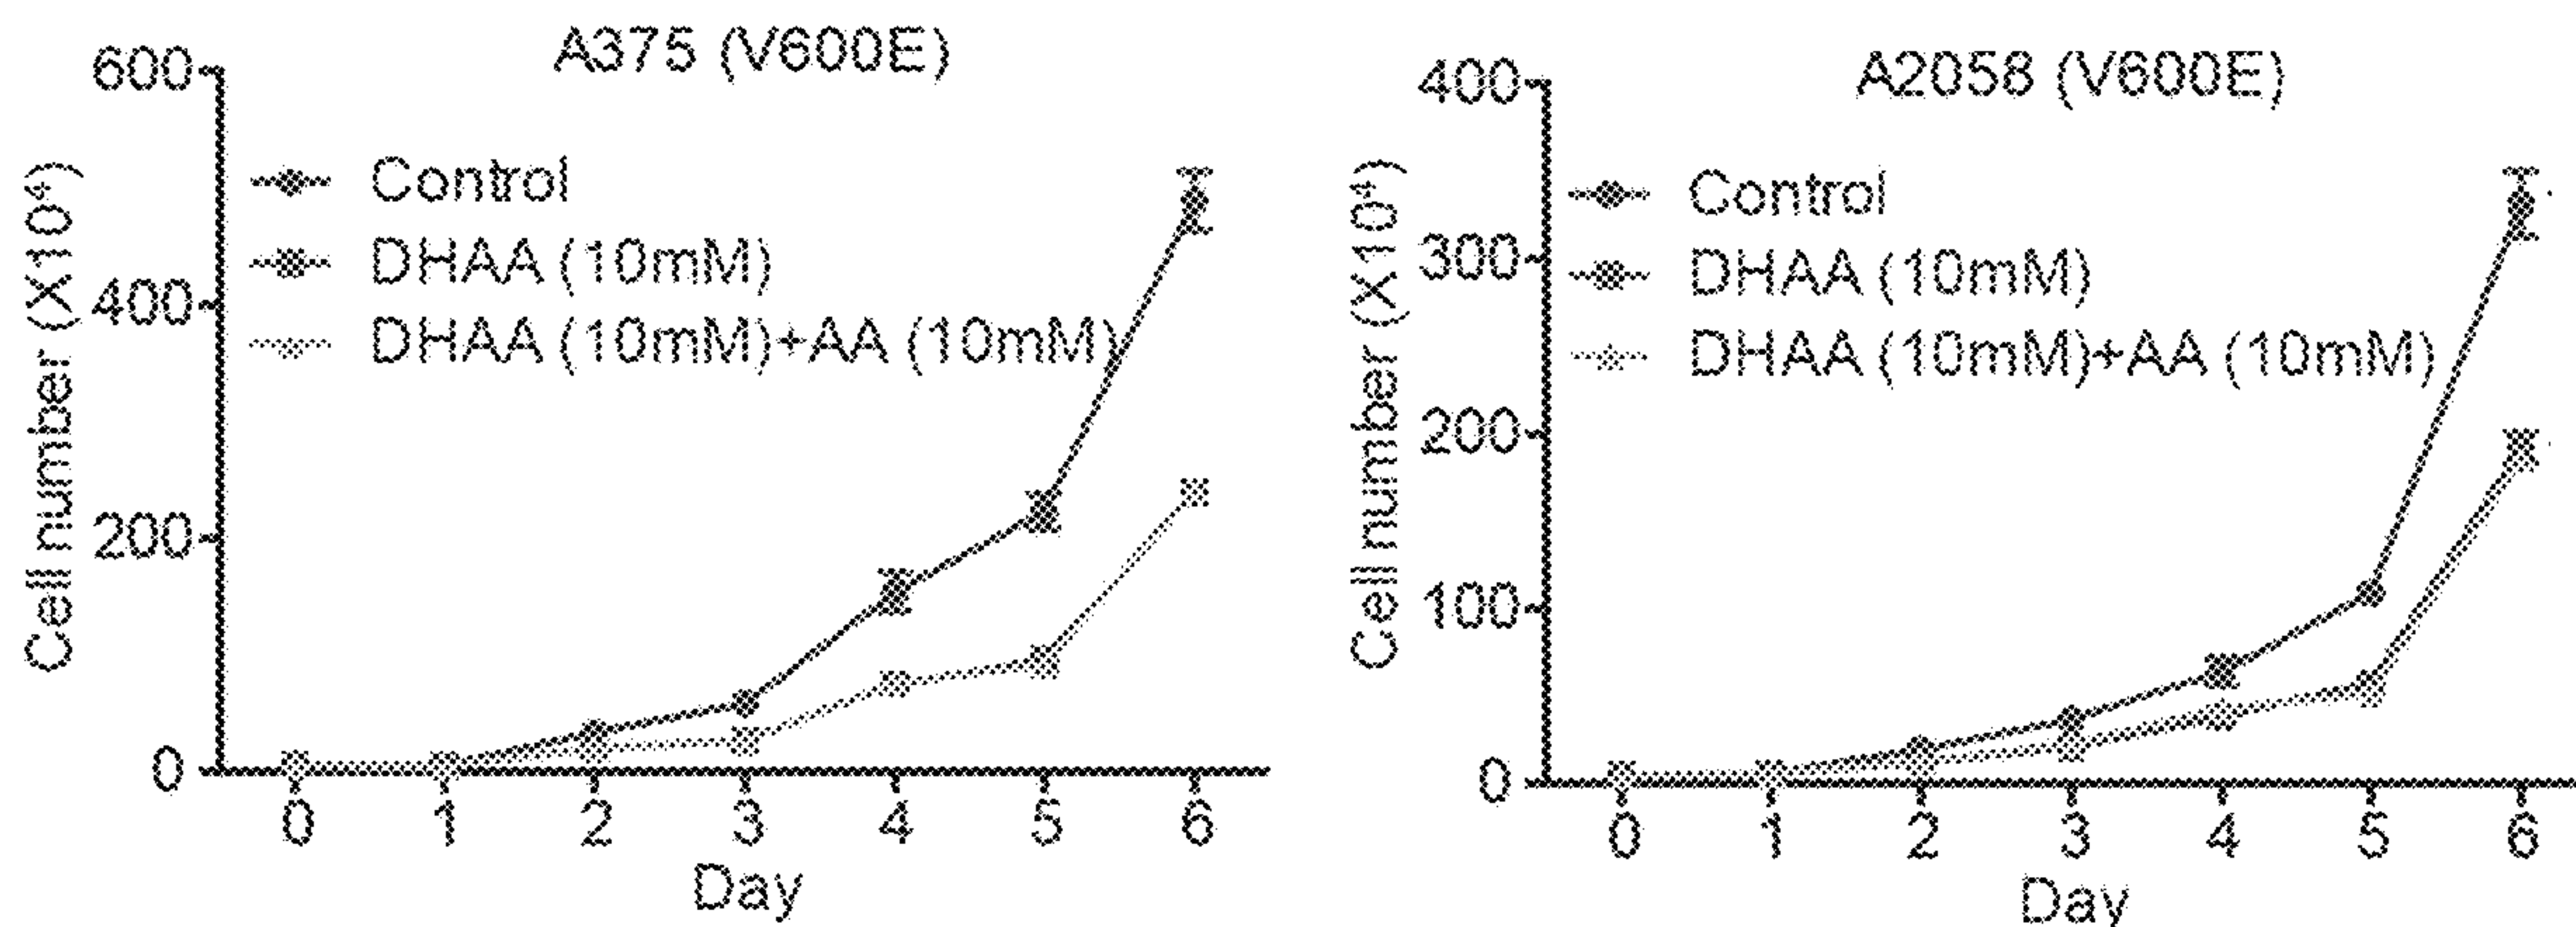 A375 (V600E)
Cell number (X10⁴)
600
400
200
0
Control
DHAA (10mM)
DHAA (10mM)+AA (10mM)
0 1 2 3 4 5 6
Day
A2058 (V600E)
Cell number (X10⁴)
400
300
200
100
0
Control
DHAA (10mM)
DHAA (10mM)+AA (10mM)
0 1 2 3 4 5 6
Day